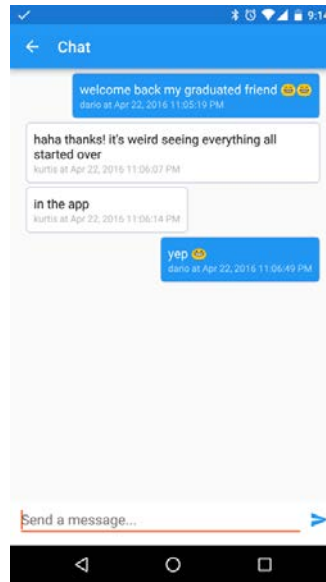 9:14
Chat
welcome back my graduated friend 😁😁
dario at Apr 22, 2016 11:05:19 PM
haha thanks! it's weird seeing everything all
started over
kurtis at Apr 22, 2016 11:06:07 PM
in the app
kurtis at Apr 22, 2016 11:06:14 PM
yep 😁
dario at Apr 22, 2016 11:06:49 PM
Send a message...